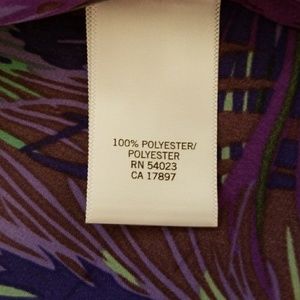 100% POLYESTER/
POLYESTER
RN 54023
CA 17897